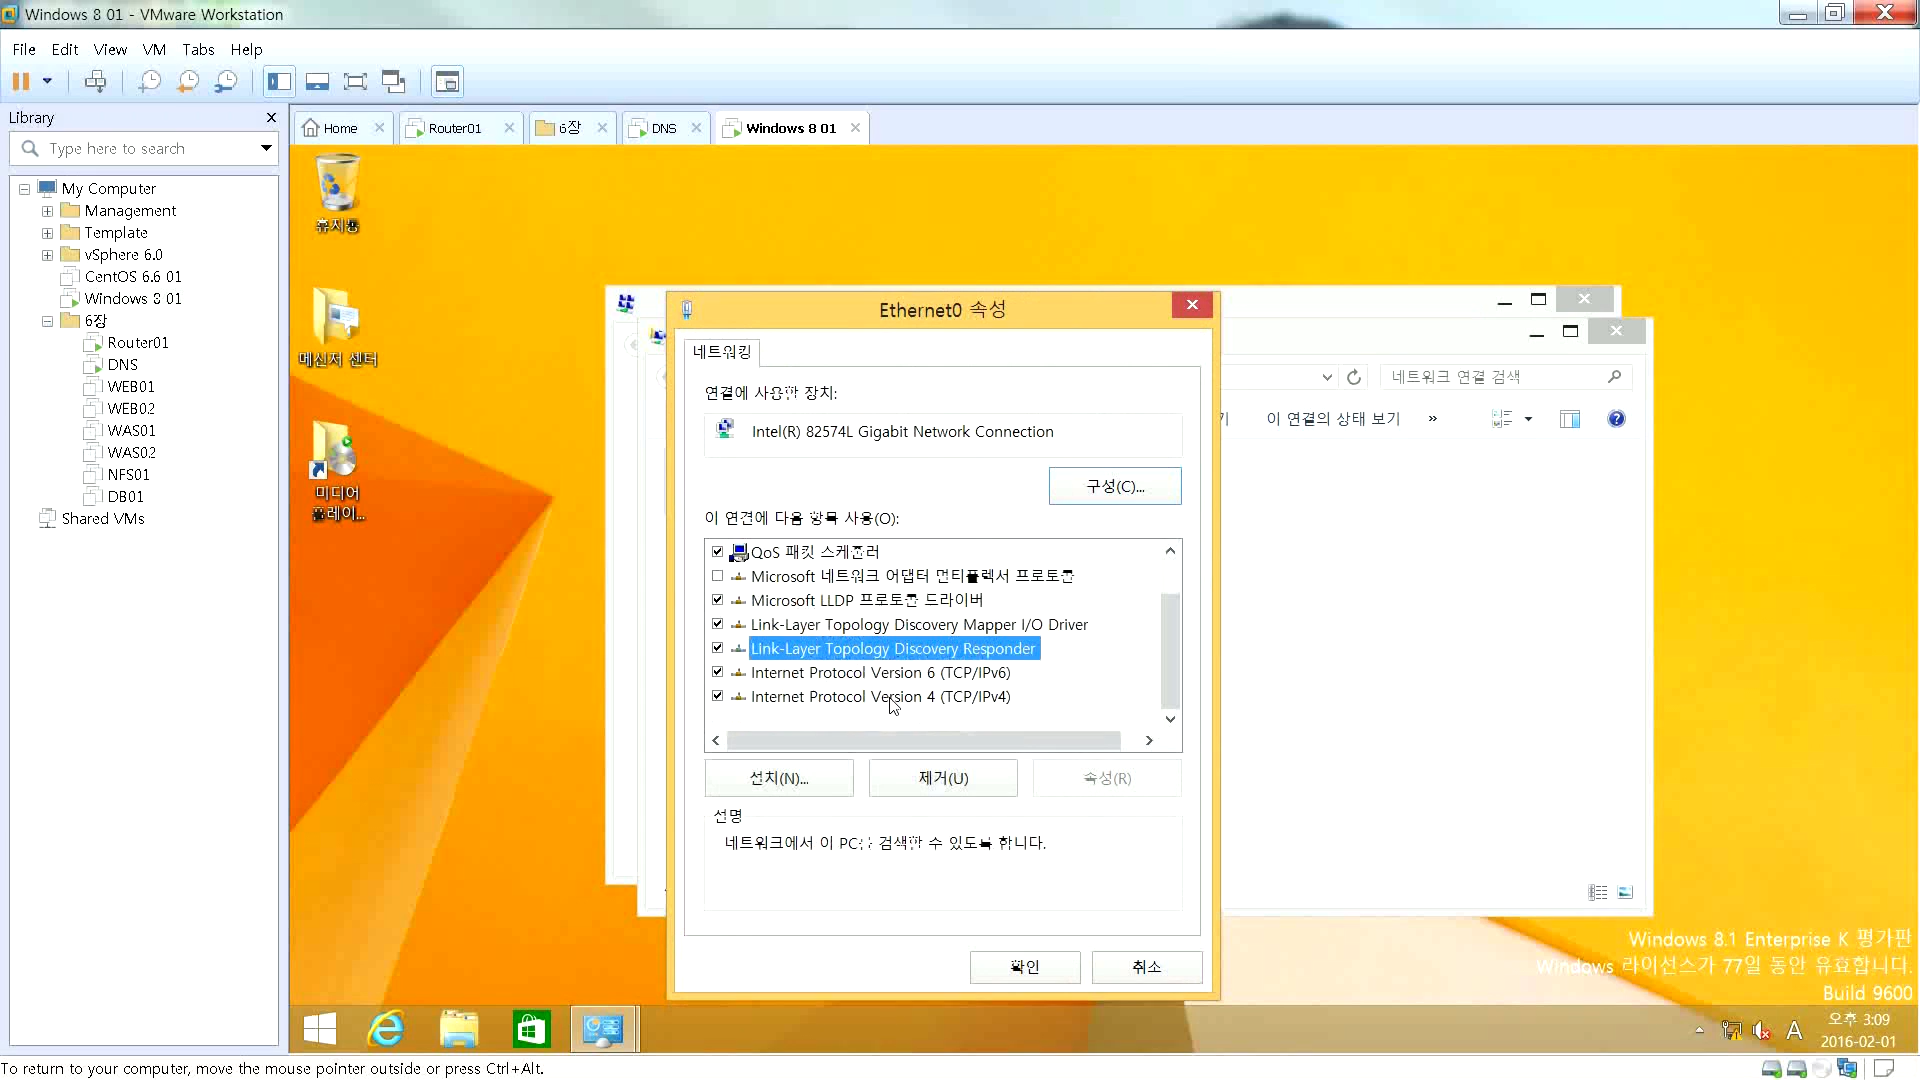 Windows 8 01 - VMware Workstation
File Edit View VM Tabs Help
Library
Type here to search
My Computer
Management
Template
vSphere 6.0
CentOS 6.6 01
Windows 8 01
6장
Router01
DNS
WEB01
WEB02
WAS01
WAS02
NFS01
DB01
Shared VMs
Home
Router01
6장
DNS
Windows 8 01
휴지통
메신저 센터
미디어
플레이...
Ethernet0 속성
네트워킹
연결에 사용할 장치:
Intel(R) 82574L Gigabit Network Connection
구성(C)...
이 연결에 다음 항목 사용(O):
QoS 패킷 스케줄러
Microsoft 네트워크 어댑터 멀티플렉서 프로토콜
Microsoft LLDP 프로토콜 드라이버
Link-Layer Topology Discovery Mapper I/O Driver
Link-Layer Topology Discovery Responder
Internet Protocol Version 6 (TCP/IPv6)
Internet Protocol Version 4 (TCP/IPv4)
설치(N)...
제거(U)
속성(R)
설명
네트워크에서 이 PC를 검색할 수 있도록 합니다.
확인
취소
네트워크 연결 검색
이 연결의 상태 보기 »
Windows 8.1 Enterprise K 평가판
Windows 라이선스가 77일 동안 유효합니다.
Build 9600
A
오후 3:09
2016-02-01
To return to your computer, move the mouse pointer outside or press Ctrl+Alt.